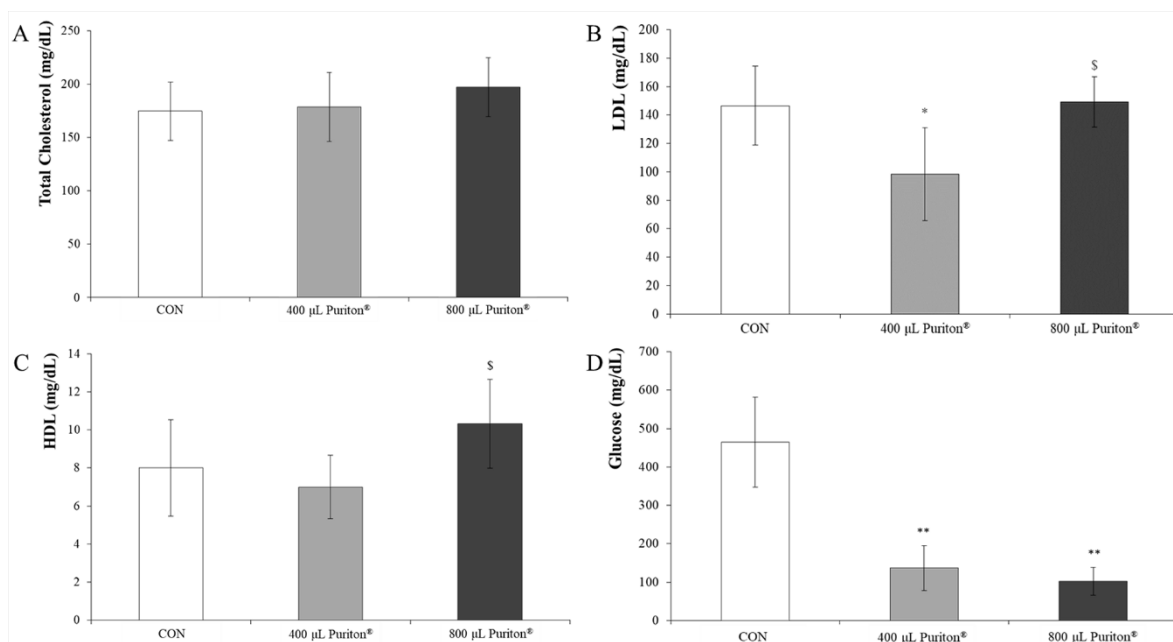 A
Total Cholesterol (mg/dL)
250
200
150
100
50
0
CON
400 µL Puriton®
800 µL Puriton®
B
LDL (mg/dL)
200
180
160
140
120
100
80
60
40
20
0
*
$
CON
400 µL Puriton®
800 µL Puriton®
C
HDL (mg/dL)
14
12
10
8
6
4
2
0
$
CON
400 µL Puriton®
800 µL Puriton®
D
Glucose (mg/dL)
700
600
500
400
300
200
100
0
**
**
CON
400 µL Puriton®
800 µL Puriton®